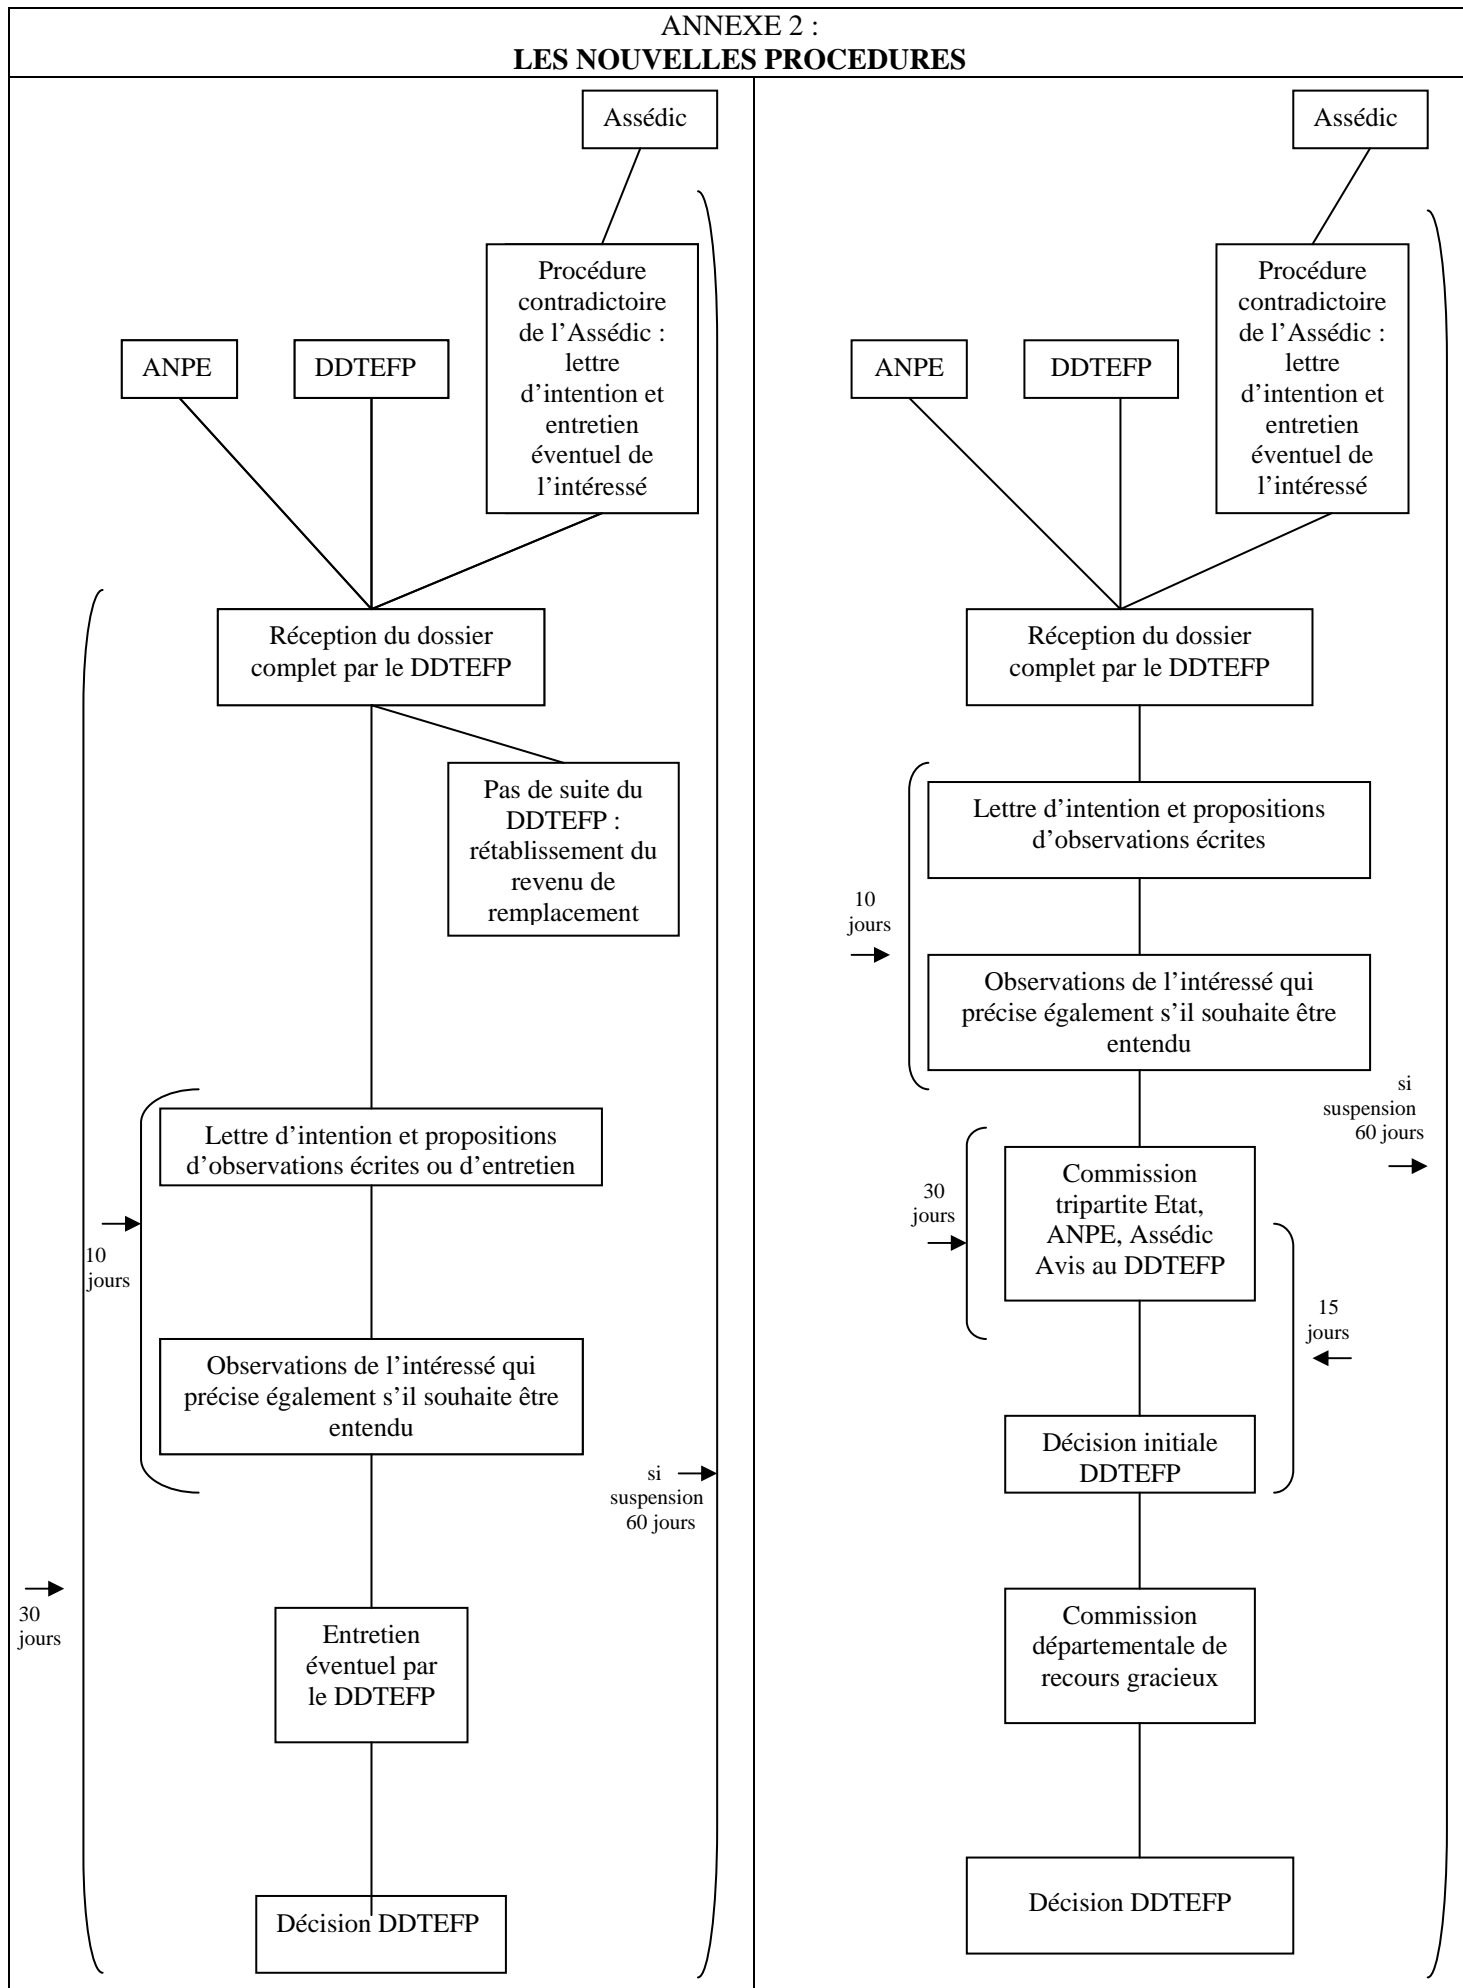 ANNEXE 2 :
LES NOUVELLES PROCEDURES
Assédic
Procédure
contradictoire
de l’Assédic :
lettre
d’intention et
entretien
éventuel de
l’intéressé
ANPE
DDTEFP
Réception du dossier
complet par le DDTEFP
Pas de suite du
DDTEFP :
rétablissement du
revenu de
remplacement
Lettre d’intention et propositions
d’observations écrites ou d’entretien
10
jours
Observations de l’intéressé qui
précise également s’il souhaite être
entendu
si
suspension
60 jours
30
jours
Entretien
éventuel par
le DDTEFP
Décision DDTEFP
Assédic
Procédure
contradictoire
de l’Assédic :
lettre
d’intention et
entretien
éventuel de
l’intéressé
ANPE
DDTEFP
Réception du dossier
complet par le DDTEFP
Lettre d’intention et propositions
d’observations écrites
10
jours
Observations de l’intéressé qui
précise également s’il souhaite être
entendu
si
suspension
60 jours
Commission
tripartite Etat,
ANPE, Assédic
Avis au DDTEFP
30
jours
15
jours
Décision initiale
DDTEFP
Commission
départementale de
recours gracieux
Décision DDTEFP